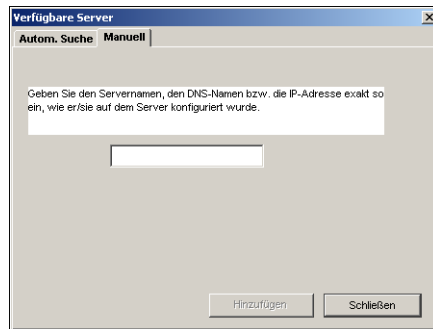 Verfügbare Server
Autom. Suche Manuell
Geben Sie den Servernamen, den DNS-Namen bzw. die IP-Adresse exakt so
ein, wie er/sie auf dem Server konfiguriert wurde.
Hinzufügen Schließen